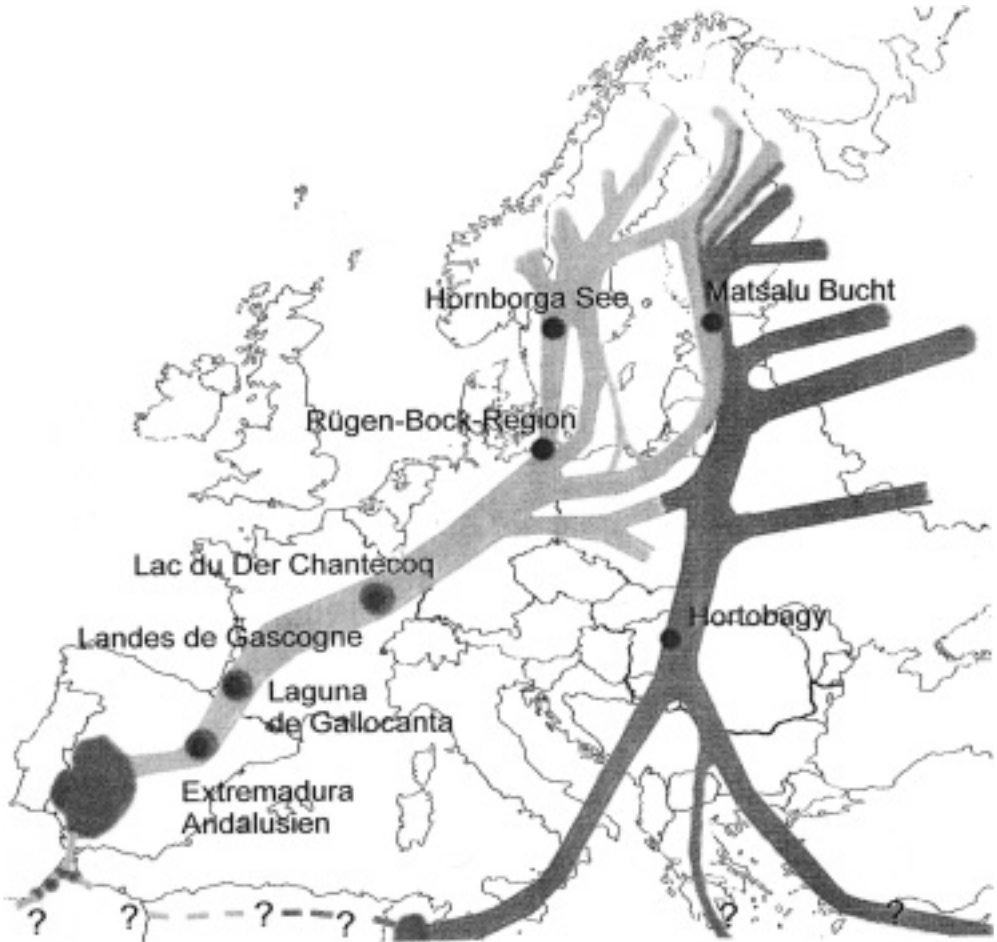 Hornborga See
Matsalu Bucht
Rügen-Bock-Region
Lac du Der Chantecoq
Landes de Gascogne
Hortobagy
Laguna
de Gallocanta
Extremadura
Andalusien
?
?
?
?
?
?